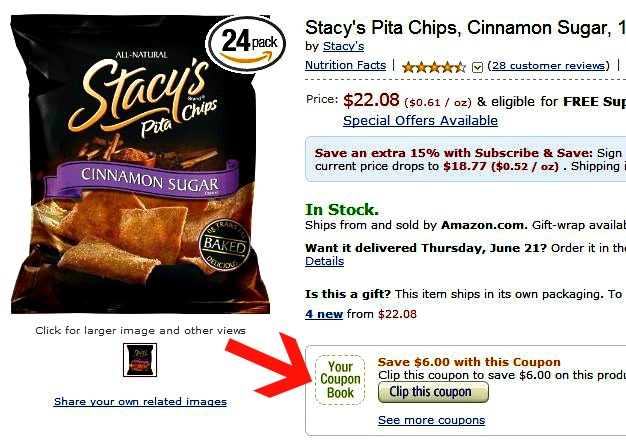 24 pack
ALL-NATURAL
Stacy's
Brand®
Pita Chips
CINNAMON SUGAR
BAKED
DELICIOUS
Click for larger image and other views
Share your own related images
Stacy's Pita Chips, Cinnamon Sugar, 1
by Stacy's
Nutrition Facts | (28 customer reviews) |
Price: $22.08 ($0.61 / oz) & eligible for FREE Sup
Special Offers Available
Save an extra 15% with Subscribe & Save: Sign
current price drops to $18.77 ($0.52 / oz) . Shipping i
In Stock.
Ships from and sold by Amazon.com. Gift-wrap availab
Want it delivered Thursday, June 21? Order it in the
Details
Is this a gift? This item ships in its own packaging. To
4 new from $22.08
Your
Coupon
Book
Save $6.00 with this Coupon
Clip this coupon to save $6.00 on this produ
Clip this coupon
See more coupons